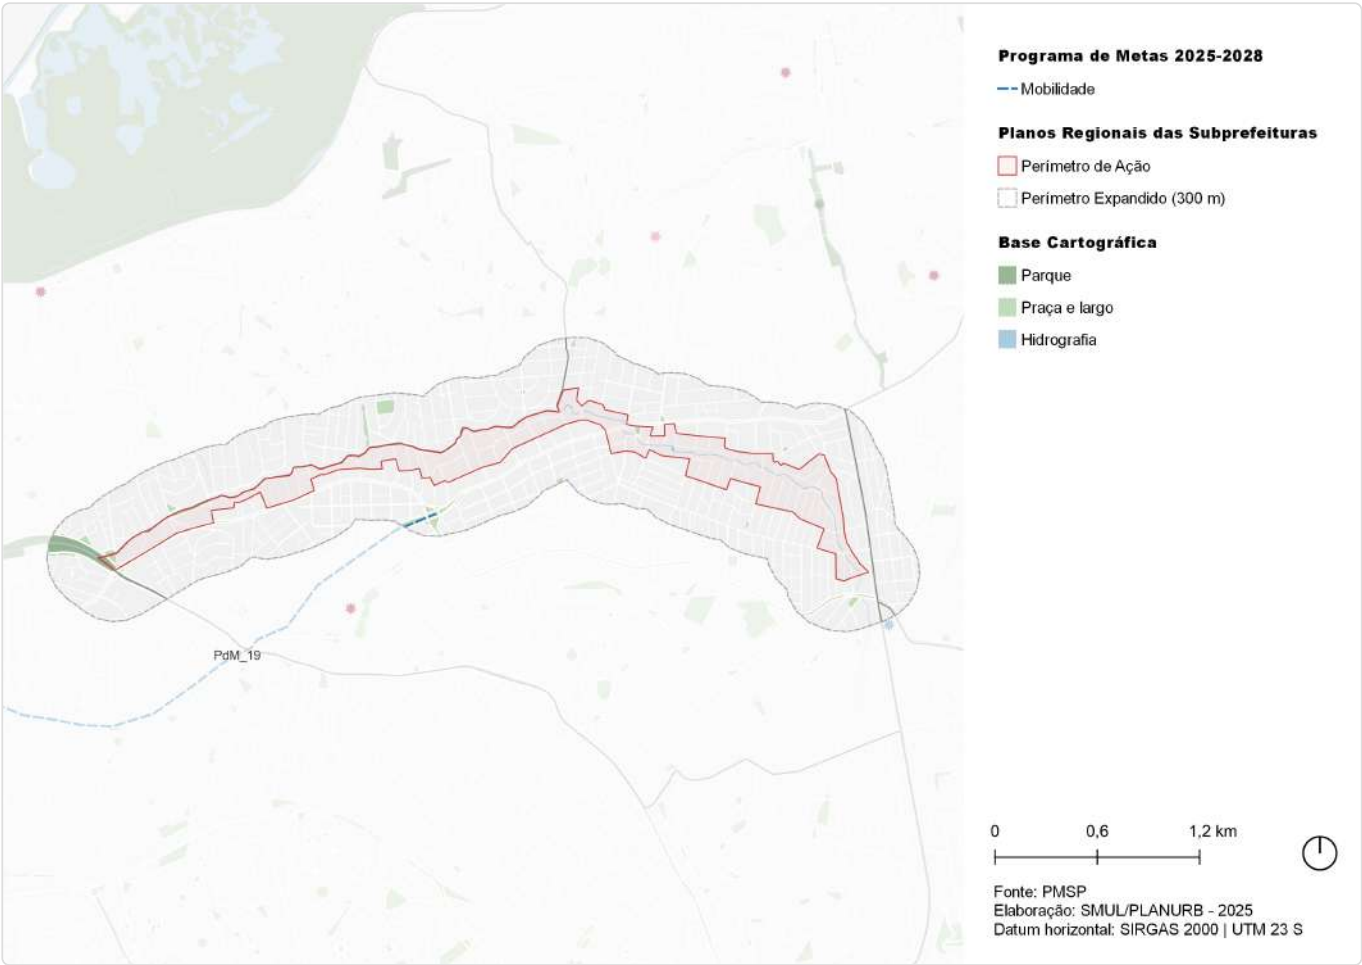 Programa de Metas 2025-2028
Mobilidade
Planos Regionais das Subprefeituras
Perímetro de Ação
Perímetro Expandido (300 m)
Base Cartográfica
Parque
Praça e largo
Hidrografia
PdM_19
0 0,6 1,2 km
Fonte: PMSP
Elaboração: SMUL/PLANURB - 2025
Datum horizontal: SIRGAS 2000 | UTM 23 S